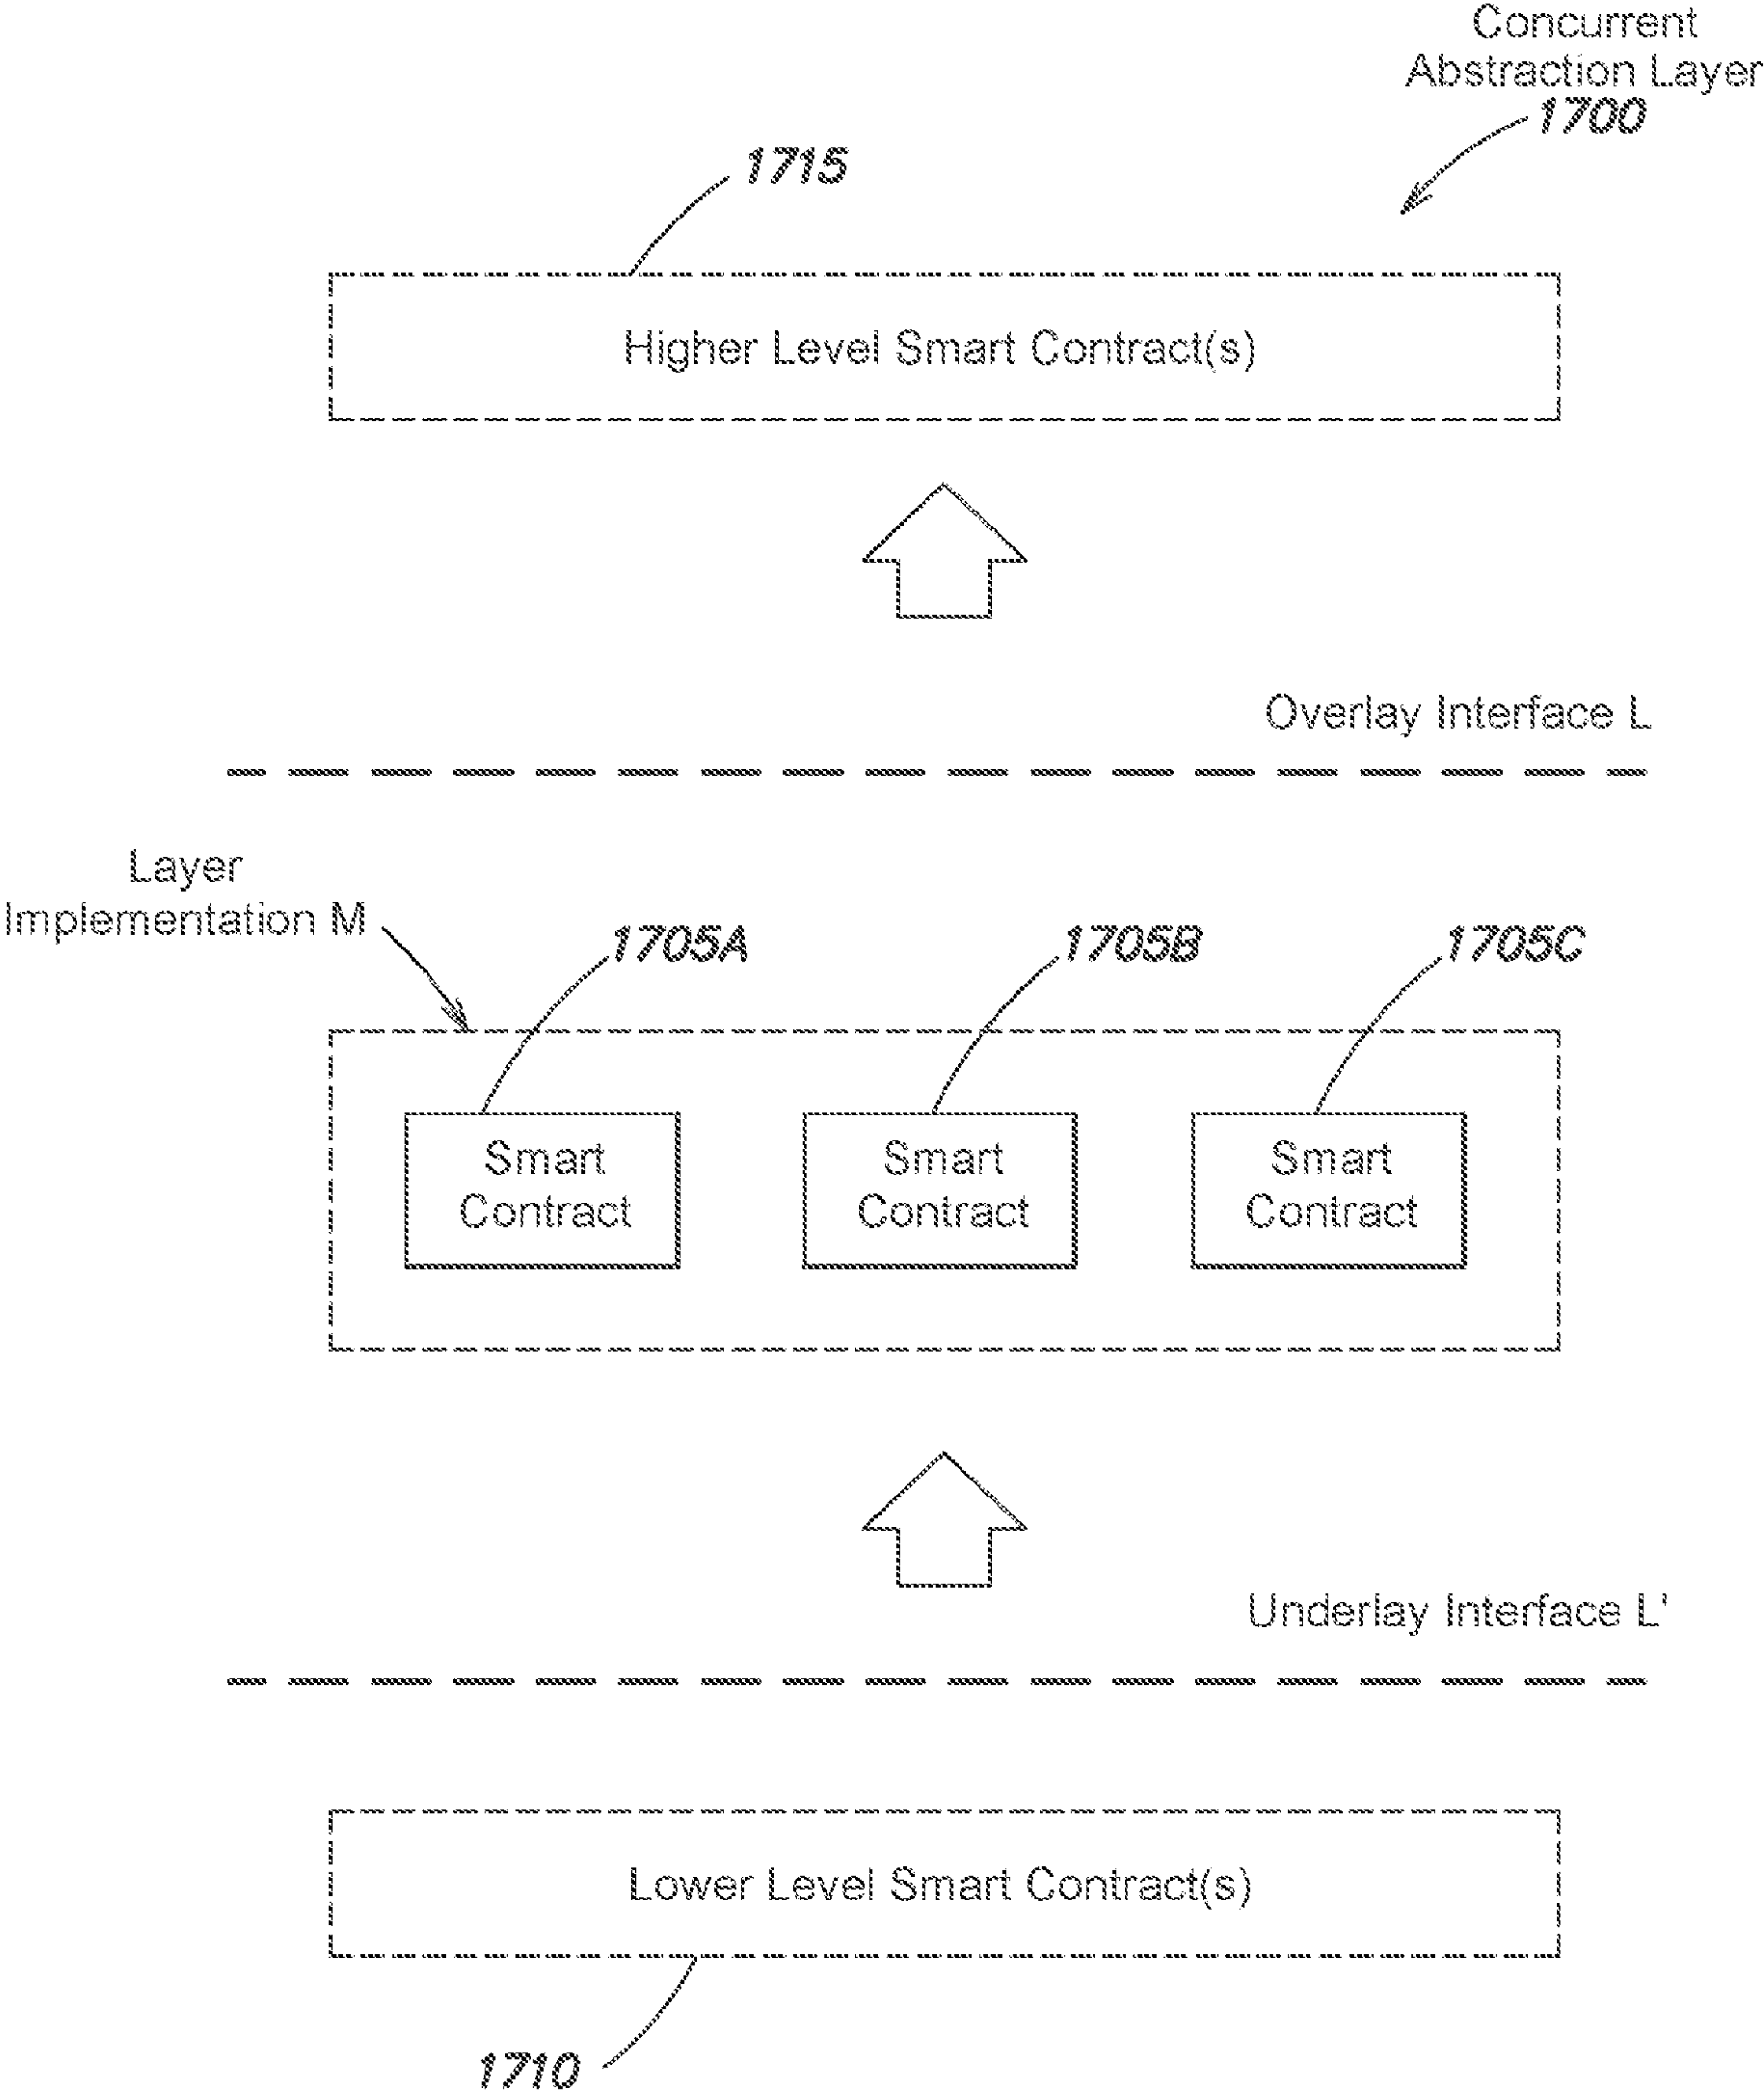 Concurrent
Abstraction Layer
1700
1715
Higher Level Smart Contract(s)
Overlay Interface L
Layer
Implementation M
1705A
1705B
1705C
Smart
Contract
Smart
Contract
Smart
Contract
Underlay Interface L'
Lower Level Smart Contract(s)
1710